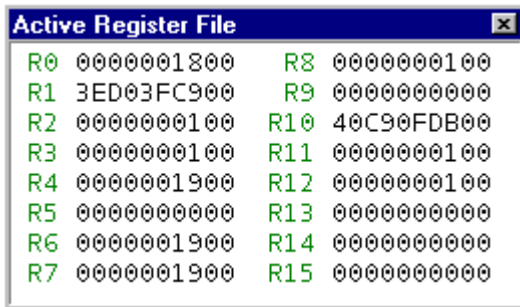 Active Register File
R0 0000001800 R8 0000000100
R1 3ED03FC900 R9 0000000000
R2 0000000100 R10 40C90FDB00
R3 0000000100 R11 0000000100
R4 0000001900 R12 0000000100
R5 0000000000 R13 0000000000
R6 0000001900 R14 0000000000
R7 0000001900 R15 0000000000